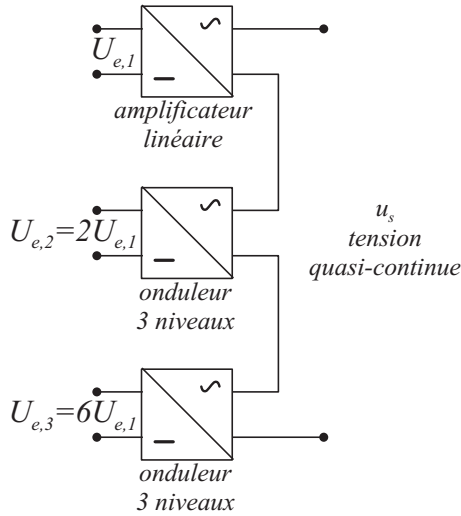 U_{e,1}
amplificateur
linéaire
U_{e,2}=2U_{e,1}
onduleur
3 niveaux
u_s
tension
quasi-continue
U_{e,3}=6U_{e,1}
onduleur
3 niveaux